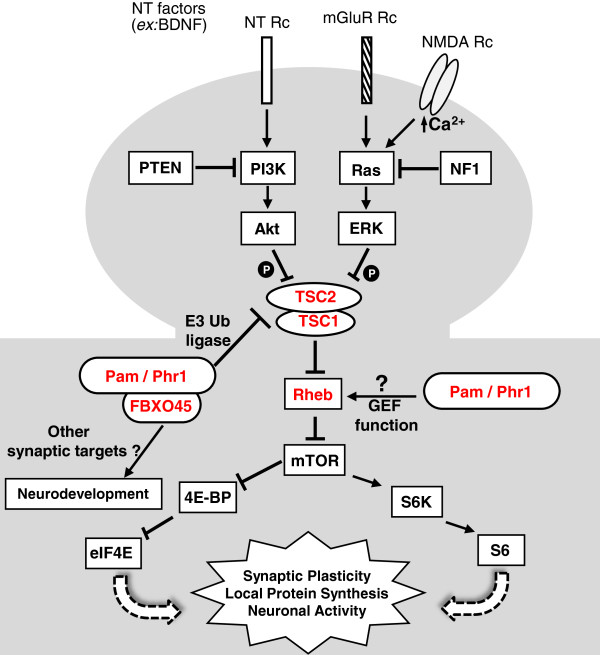 NT factors
(ex:BDNF)
NT Rc
mGluR Rc
NMDA Rc
Ca2+
PTEN
PI3K
Ras
NF1
Akt
ERK
P
P
TSC2
TSC1
E3 Ub
ligase
Pam / Phr1
FBXO45
Rheb
?
GEF
function
Pam / Phr1
Other
synaptic targets ?
mTOR
Neurodevelopment
4E-BP
S6K
eIF4E
S6
Synaptic Plasticity
Local Protein Synthesis
Neuronal Activity